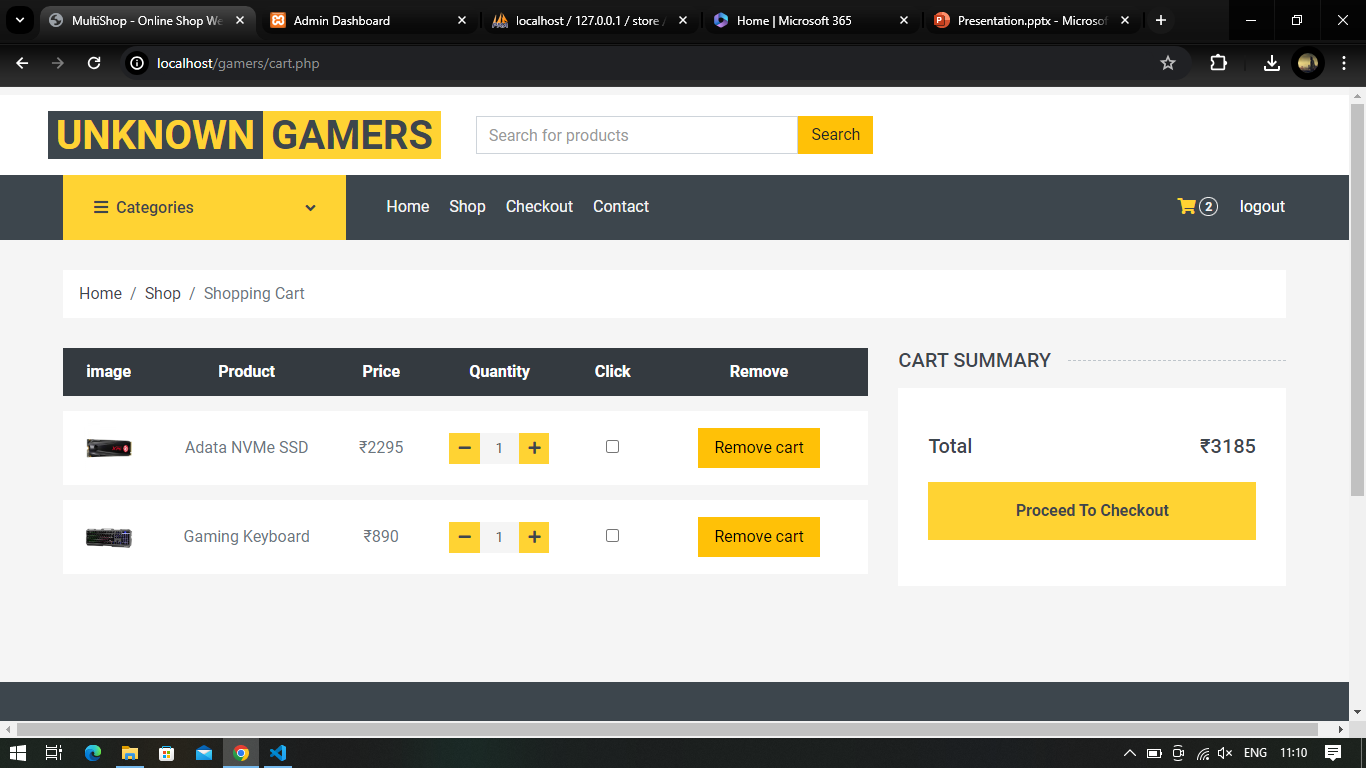 MultiShop - Online Shop We
Admin Dashboard
localhost / 127.0.0.1 / store /
Home | Microsoft 365
Presentation.pptx - Microsof
localhost/gamers/cart.php
UNKNOWN GAMERS
Search for products
Search
Categories
Home
Shop
Checkout
Contact
2
logout
Home / Shop / Shopping Cart
image
Product
Price
Quantity
Click
Remove
CART SUMMARY
Adata NVMe SSD
₹2295
1
Remove cart
Total
₹3185
Gaming Keyboard
₹890
1
Remove cart
Proceed To Checkout
ENG
11:10